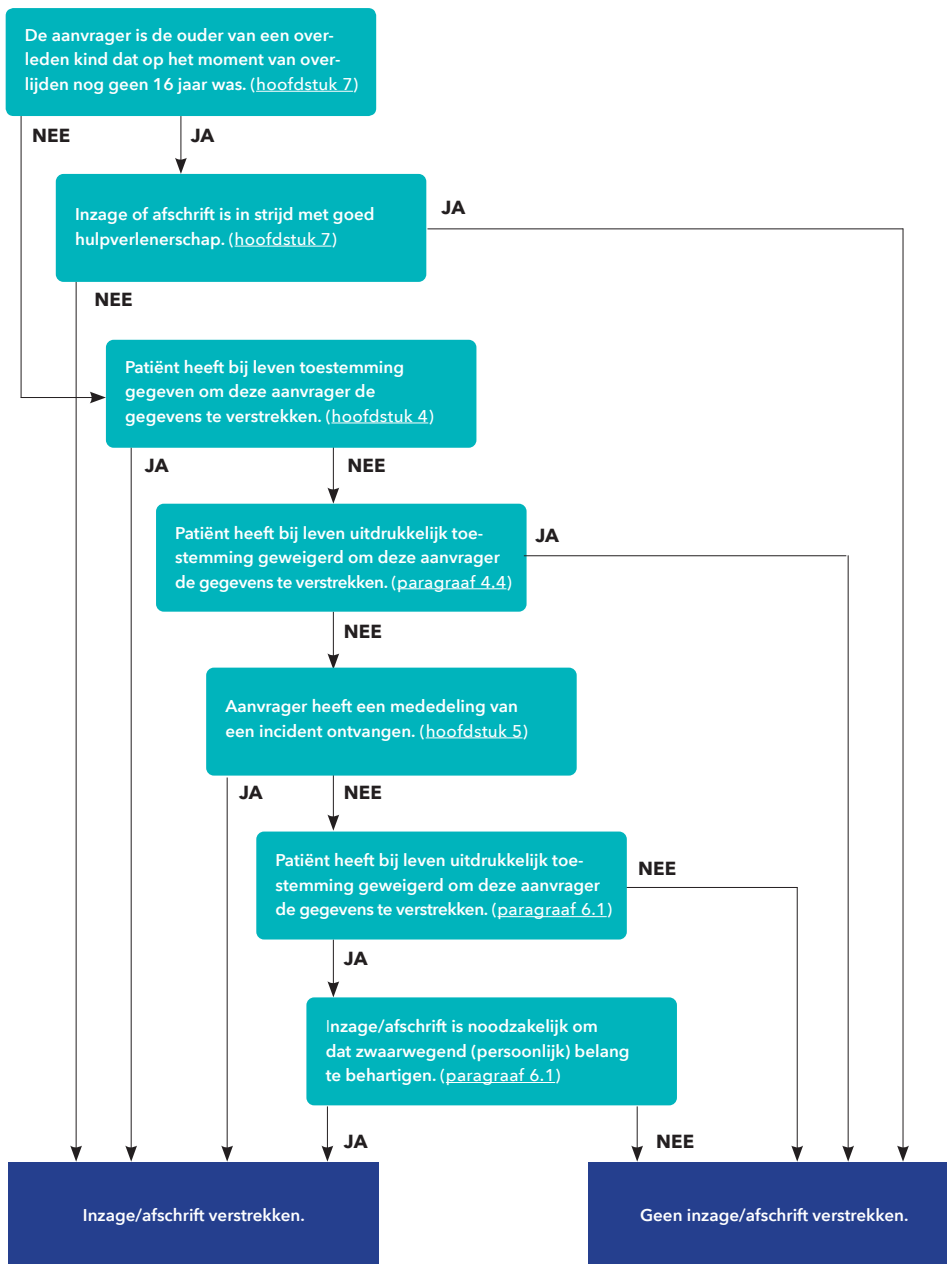 De aanvrager is de ouder van een over-
leden kind dat op het moment van over-
lijden nog geen 16 jaar was. (hoofdstuk 7)
NEE
JA
Inzage of afschrift is in strijd met goed
hulpverlenerschap. (hoofdstuk 7)
JA
NEE
Patiënt heeft bij leven toestemming
gegeven om deze aanvrager de
gegevens te verstrekken. (hoofdstuk 4)
JA
NEE
Patiënt heeft bij leven uitdrukkelijk toe-
stemming geweigerd om deze aanvrager
de gegevens te verstrekken. (paragraaf 4.4)
JA
NEE
Aanvrager heeft een mededeling van
een incident ontvangen. (hoofdstuk 5)
JA
NEE
Patiënt heeft bij leven uitdrukkelijk toe-
stemming geweigerd om deze aanvrager
de gegevens te verstrekken. (paragraaf 6.1)
NEE
JA
Inzage/afschrift is noodzakelijk om
dat zwaarwegend (persoonlijk) belang
te behartigen. (paragraaf 6.1)
JA
NEE
Inzage/afschrift verstrekken.
Geen inzage/afschrift verstrekken.